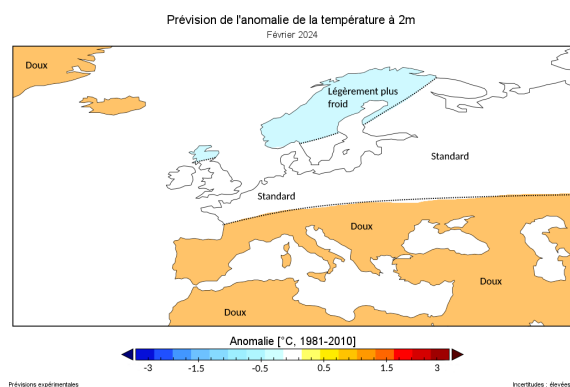 Prévision de l'anomalie de la température à 2m
Février 2024
Doux
Légèrement plus
froid
Standard
Standard
Doux
Doux
Doux
Anomalie [°C, 1981-2010]
-3 -1.5 -0.5 0.5 1.5 3
Prévisions expérimentales
Incertitudes : élevées